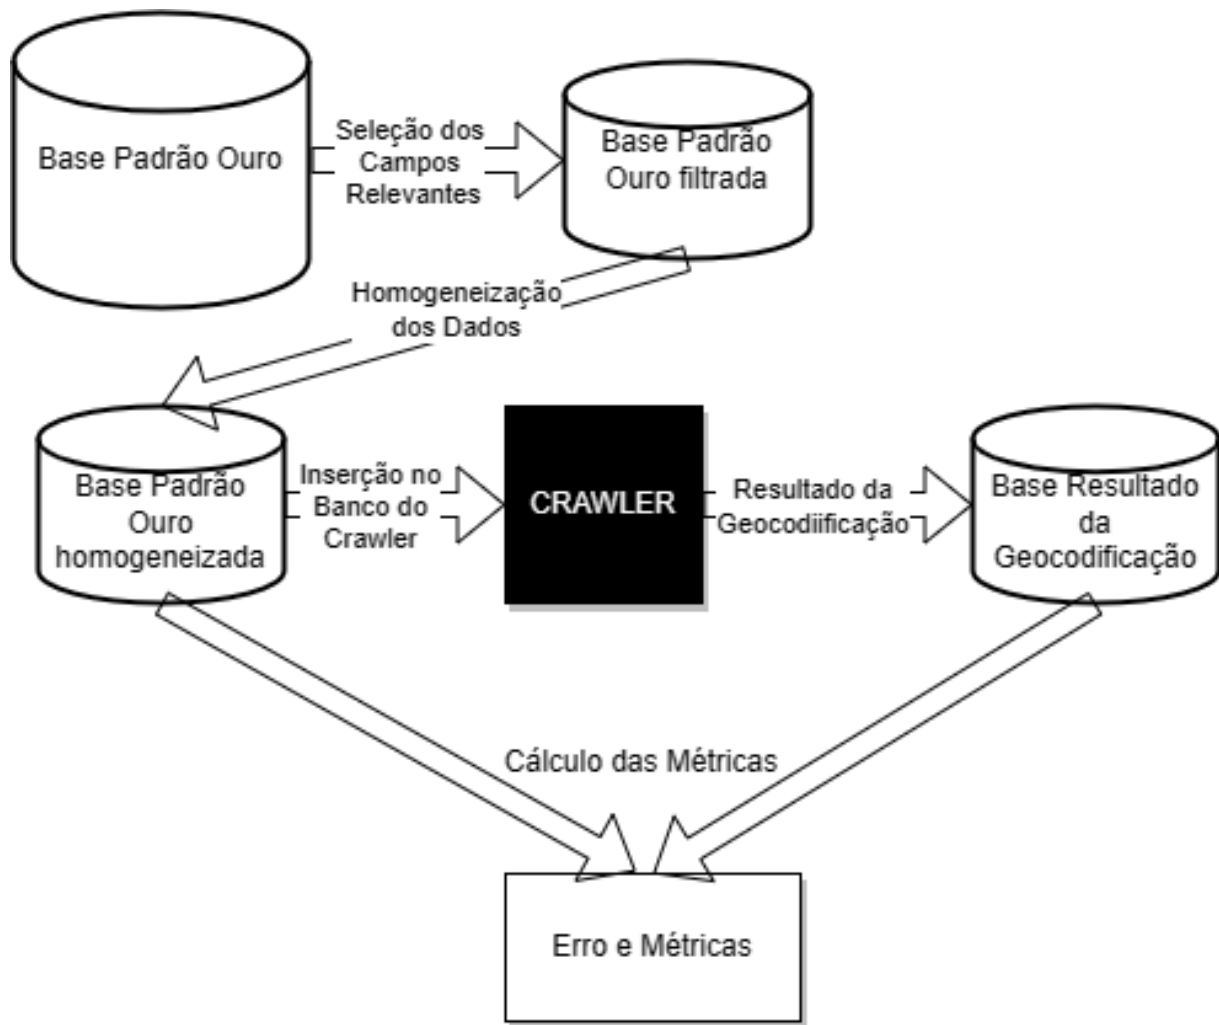 Base Padrão Ouro
Seleção dos
Campos
Relevantes
Base Padrão
Ouro filtrada
Homogeneização
dos Dados
Base Padrão
Ouro
homogeneizada
Inserção no
Banco do
Crawler
CRAWLER
Resultado da
Geocodiificação
Base Resultado
da
Geocodificação
Cálculo das Métricas
Erro e Métricas